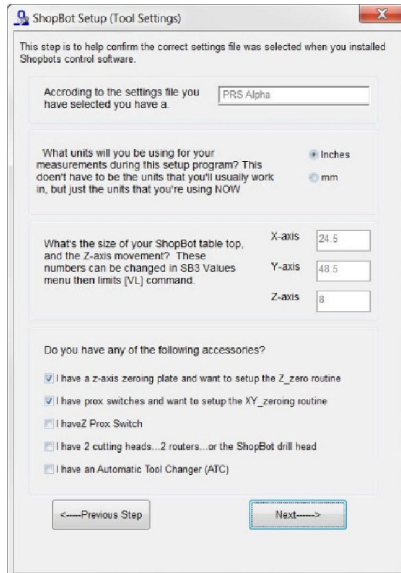 ShopBot Setup (Tool Settings)
This step is to help confirm the correct settings file was selected when you installed
Shopbots control software.
Accroding to the settings file you
have selected you have a.
PRS Alpha
What units will you be using for your
measurements during this setup program? This
doen't have to be the units that you'll usually work
in, but just the units that you're using NOW
Inches
mm
What's the size of your ShopBot table top,
and the Z-axis movement? These
numbers can be changed in SB3 Values
menu then limits [VL] command.
X-axis 24.5
Y-axis 48.5
Z-axis 8
Do you have any of the following accessories?
I have a z-axis zeroing plate and want to setup the Z_zero routine
I have prox switches and want to setup the XY_zeroing routine
I haveZ Prox Switch
I have 2 cutting heads...2 routers...or the ShopBot drill head
I have an Automatic Tool Changer (ATC)
<-----Previous Step
Next------>